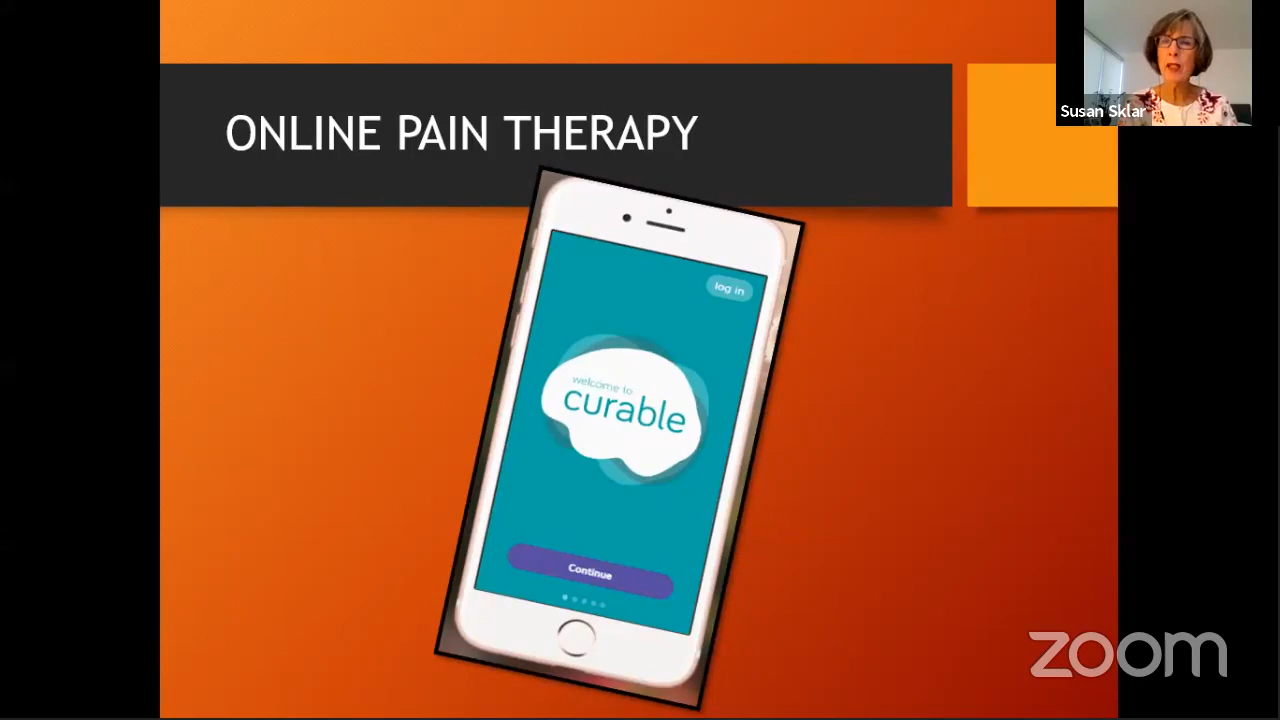 ONLINE PAIN THERAPY
Susan Sklar
log in
welcome to
curable
Continue
zoom